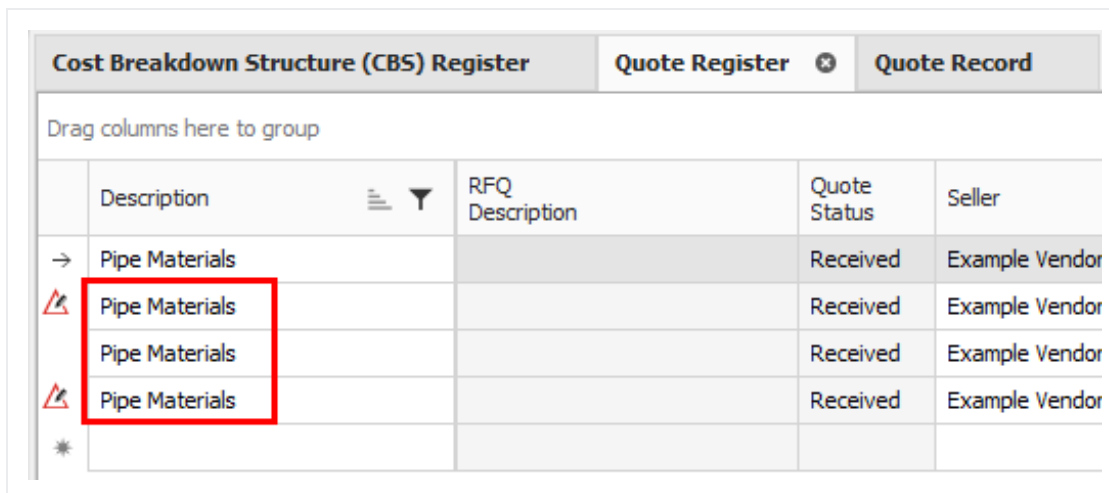 Cost Breakdown Structure (CBS) Register Quote Register Quote Record
Drag columns here to group
Description RFQ Description Quote Status Seller
Pipe Materials Received Example Vendor
Pipe Materials Received Example Vendor
Pipe Materials Received Example Vendor
Pipe Materials Received Example Vendor